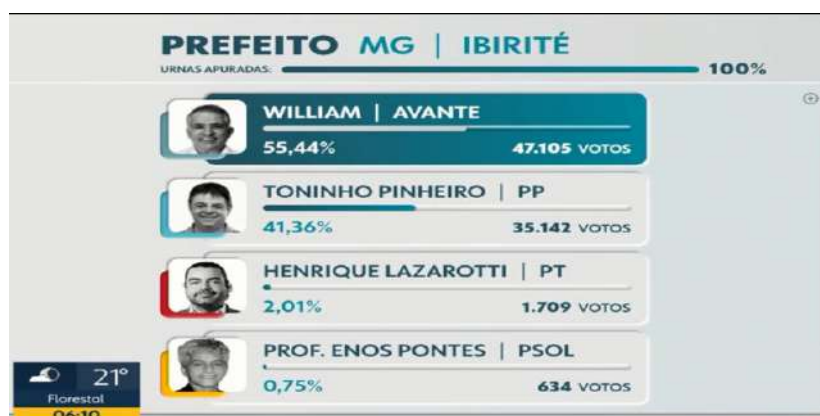 PREFEITO MG | IBIRITÉ
URNAS APURADAS: 100%
WILLIAM | AVANTE
55,44% 47.105 VOTOS
TONINHO PINHEIRO | PP
41,36% 35.142 VOTOS
HENRIQUE LAZAROTTI | PT
2,01% 1.709 VOTOS
PROF. ENOS PONTES | PSOL
0,75% 634 VOTOS
21°
Florestal
06:10